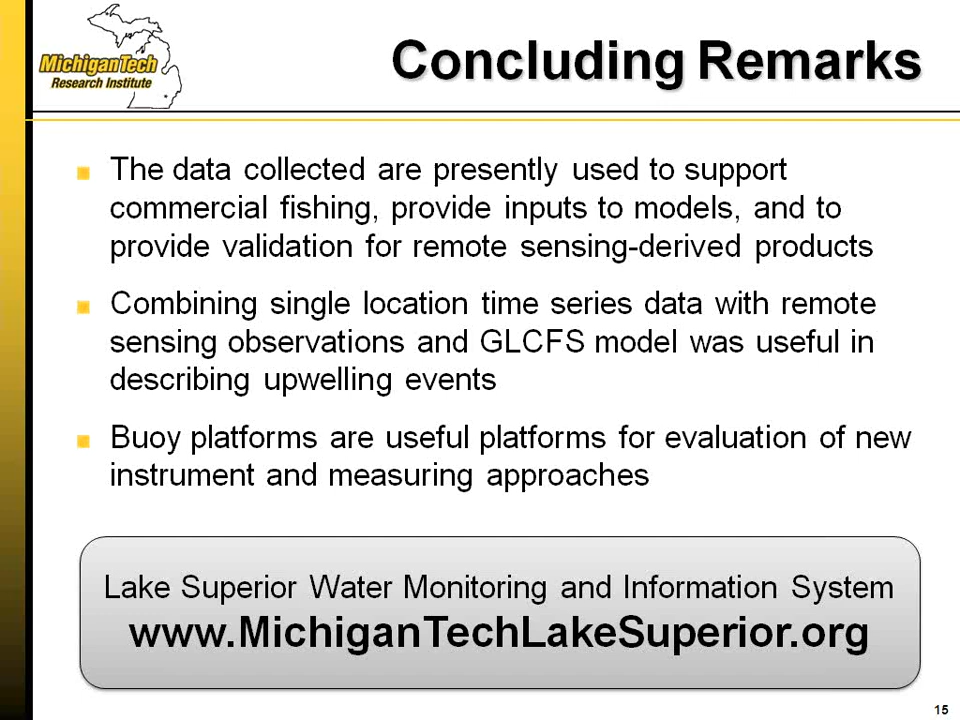 MichiganTech
Research Institute
Concluding Remarks
The data collected are presently used to support
commercial fishing, provide inputs to models, and to
provide validation for remote sensing-derived products
Combining single location time series data with remote
sensing observations and GLCFS model was useful in
describing upwelling events
Buoy platforms are useful platforms for evaluation of new
instrument and measuring approaches
Lake Superior Water Monitoring and Information System
www.MichiganTechLakeSuperior.org
15